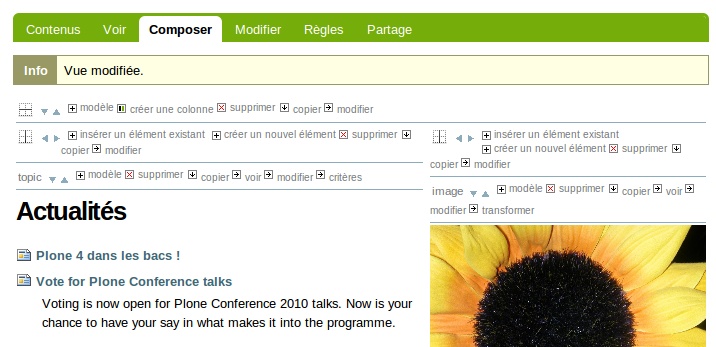 Contenus Voir Composer Modifier Règles Partage
Info Vue modifiée.
modèle créer une colonne supprimer copier modifier
insérer un élément existant créer un nouvel élément supprimer
copier modifier
topic modèle supprimer copier voir modifier critères
Actualités
Plone 4 dans les bacs !
Vote for Plone Conference talks
Voting is now open for Plone Conference 2010 talks. Now is your
chance to have your say in what makes it into the programme.
insérer un élément existant
créer un nouvel élément supprimer
copier modifier
image modèle supprimer copier voir
modifier transformer